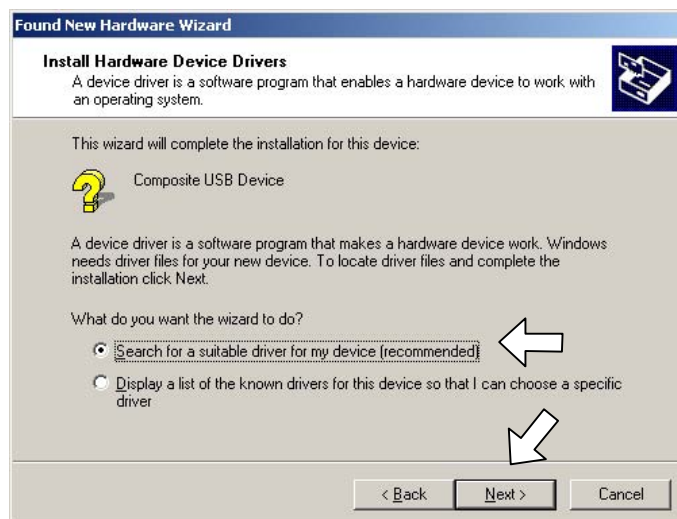 Found New Hardware Wizard
Install Hardware Device Drivers
A device driver is a software program that enables a hardware device to work with
an operating system.
This wizard will complete the installation for this device:
Composite USB Device
A device driver is a software program that makes a hardware device work. Windows
needs driver files for your new device. To locate driver files and complete the
installation click Next.
What do you want the wizard to do?
Search for a suitable driver for my device (recommended)
Display a list of the known drivers for this device so that I can choose a specific
driver
< Back Next > Cancel